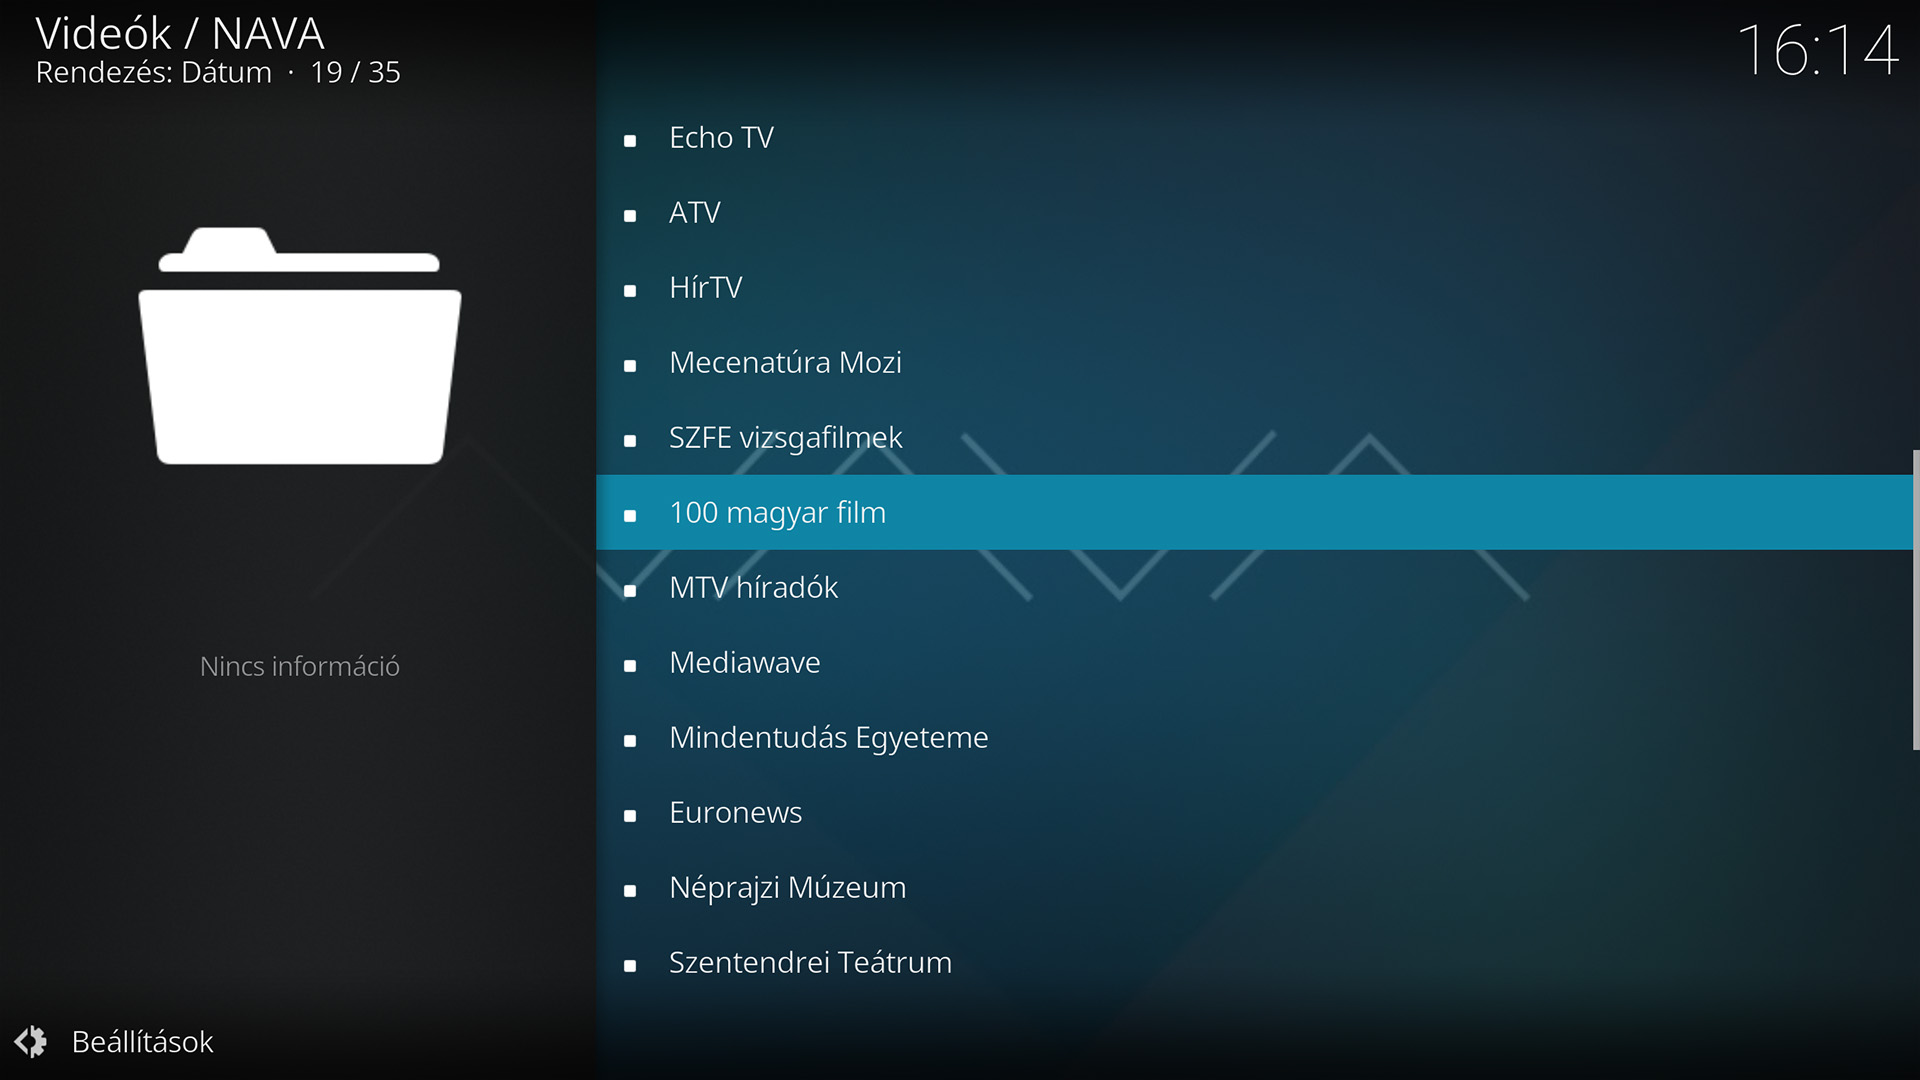 Videók / NAVA
Rendezés: Dátum · 19 / 35
16:14
Echo TV
ATV
HírTV
Mecenatúra Mozi
SZFE vizsgafilmek
100 magyar film
MTV híradók
Mediawave
Mindentudás Egyeteme
Euronews
Néprajzi Múzeum
Szentendrei Teátrum
Nincs információ
Beállítások